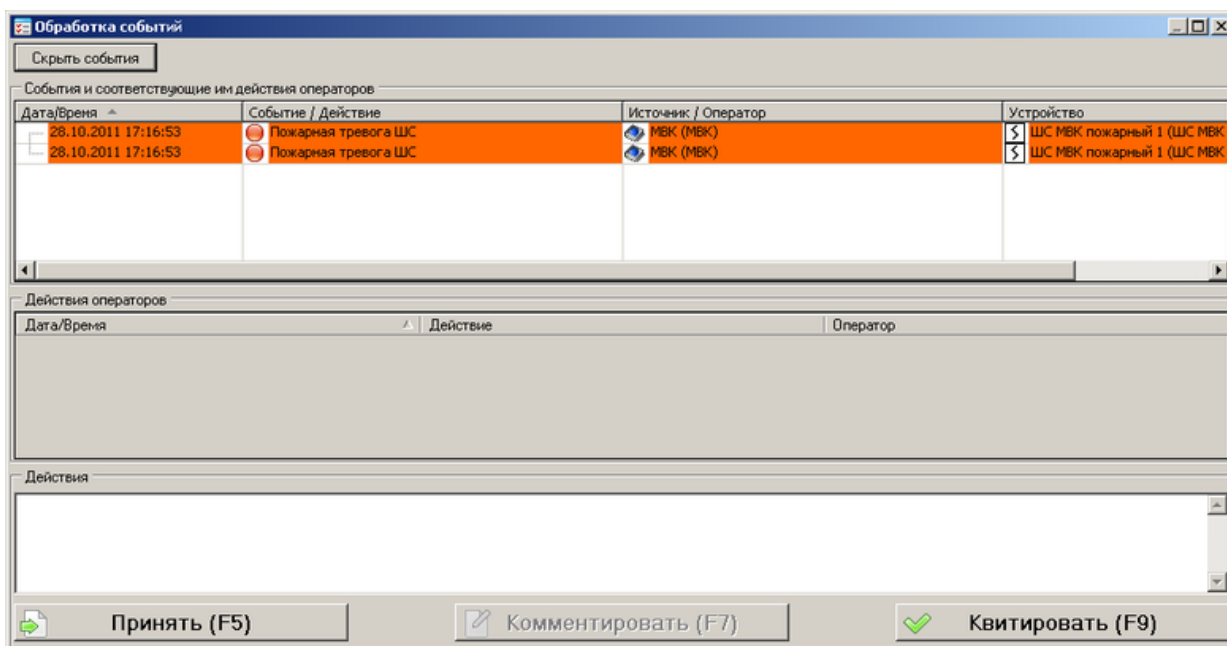 Обработка событий
Скрыть события
События и соответствующие им действия операторов
Дата/Время Событие / Действие Источник / Оператор Устройство
28.10.2011 17:16:53 Пожарная тревога ШС МВК (МВК) ШС МВК пожарный 1 (ШС МВК
28.10.2011 17:16:53 Пожарная тревога ШС МВК (МВК) ШС МВК пожарный 1 (ШС МВК
Действия операторов
Дата/Время Действие Оператор
Действия
Принять (F5) Комментировать (F7) Квитировать (F9)